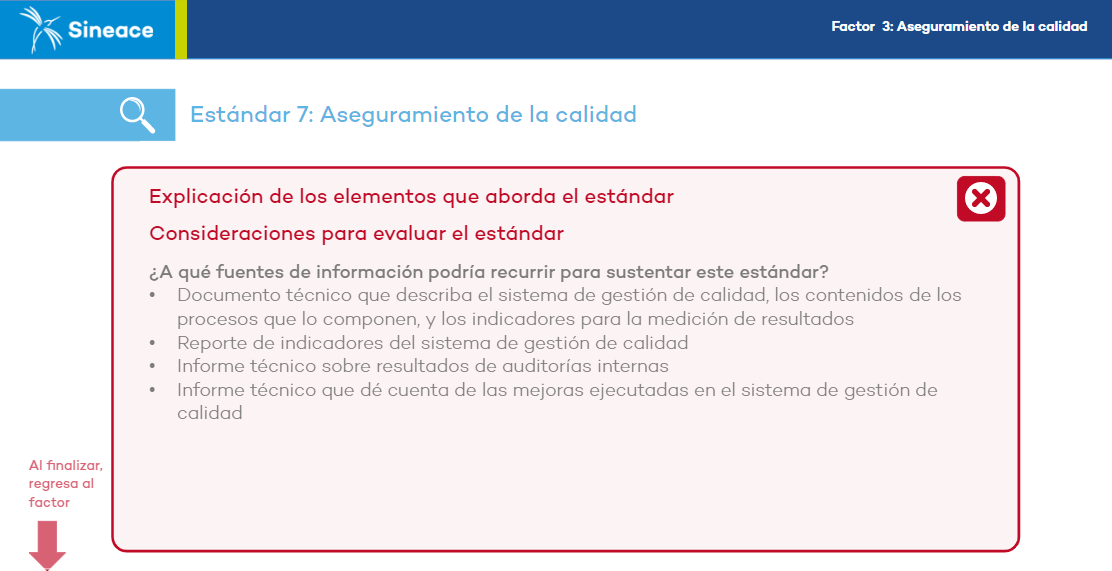 Sineace
Factor 3: Aseguramiento de la calidad
Estándar 7: Aseguramiento de la calidad
Explicación de los elementos que aborda el estándar
Consideraciones para evaluar el estándar
¿A qué fuentes de información podría recurrir para sustentar este estándar?
• Documento técnico que describa el sistema de gestión de calidad, los contenidos de los
procesos que lo componen, y los indicadores para la medición de resultados
• Reporte de indicadores del sistema de gestión de calidad
• Informe técnico sobre resultados de auditorías internas
• Informe técnico que dé cuenta de las mejoras ejecutadas en el sistema de gestión de
calidad
Al finalizar,
regresa al
factor